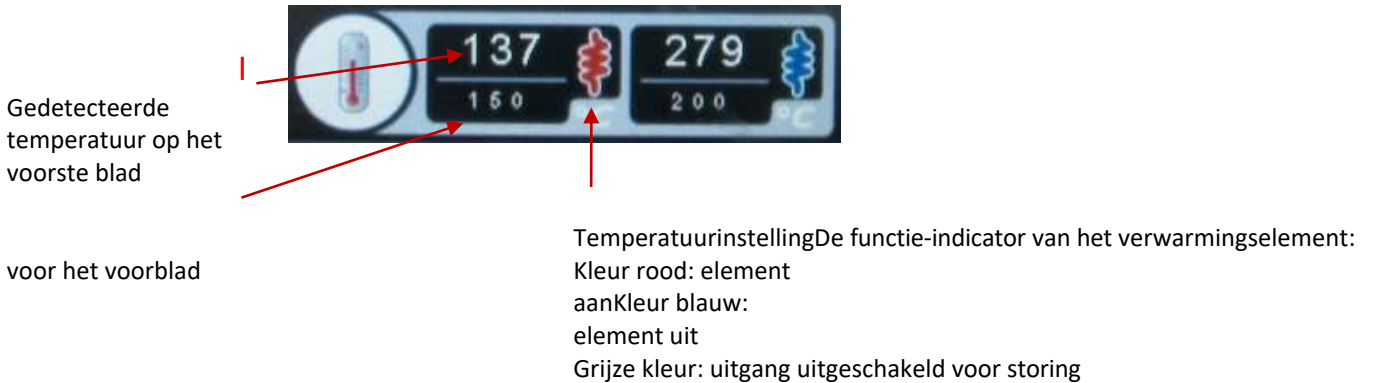 137
150
°C
279
200
°C
Gedetecteerde
temperatuur op het
voorste blad
voor het voorblad
TemperatuurinstellingDe functie-indicator van het verwarmingselement:
Kleur rood: element
aanKleur blauw:
element uit
Grijze kleur: uitgang uitgeschakeld voor storing